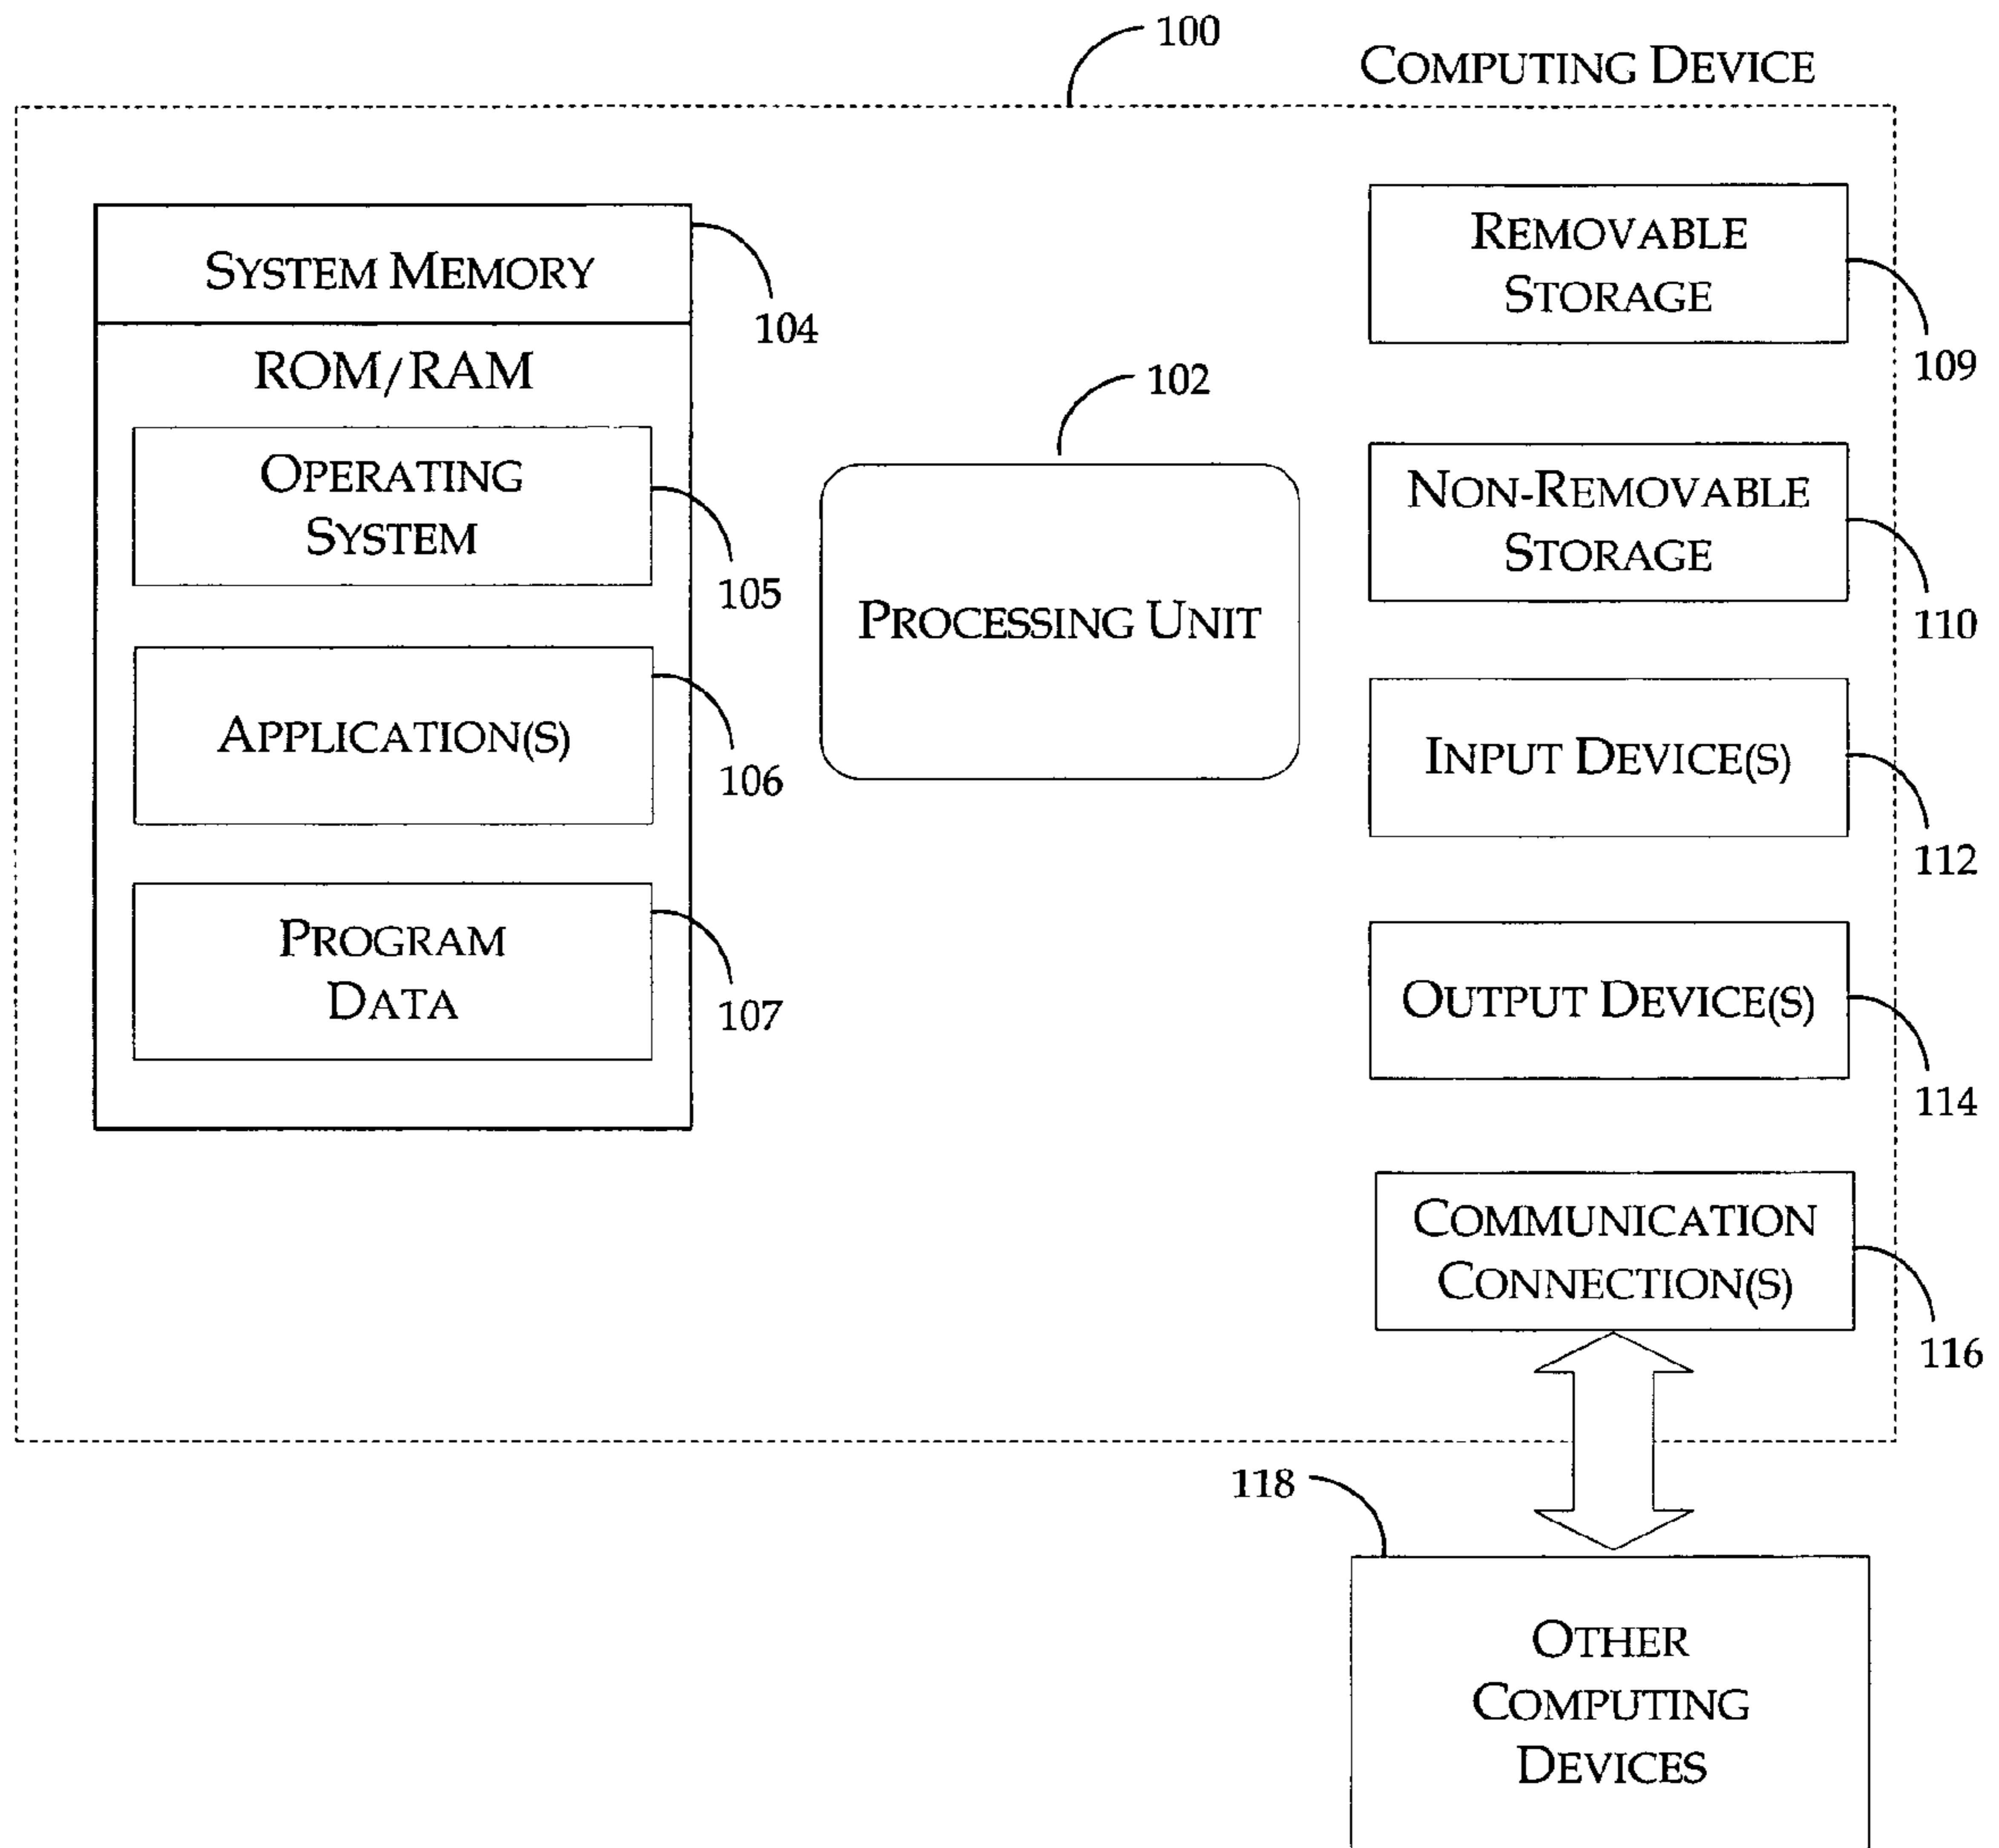 100
COMPUTING DEVICE
SYSTEM MEMORY
104
ROM/RAM
OPERATING
SYSTEM
105
APPLICATION(S)
106
PROGRAM
DATA
107
102
PROCESSING UNIT
REMOVABLE
STORAGE
109
NON-REMOVABLE
STORAGE
110
INPUT DEVICE(S)
112
OUTPUT DEVICE(S)
114
COMMUNICATION
CONNECTION(S)
116
118
OTHER
COMPUTING
DEVICES